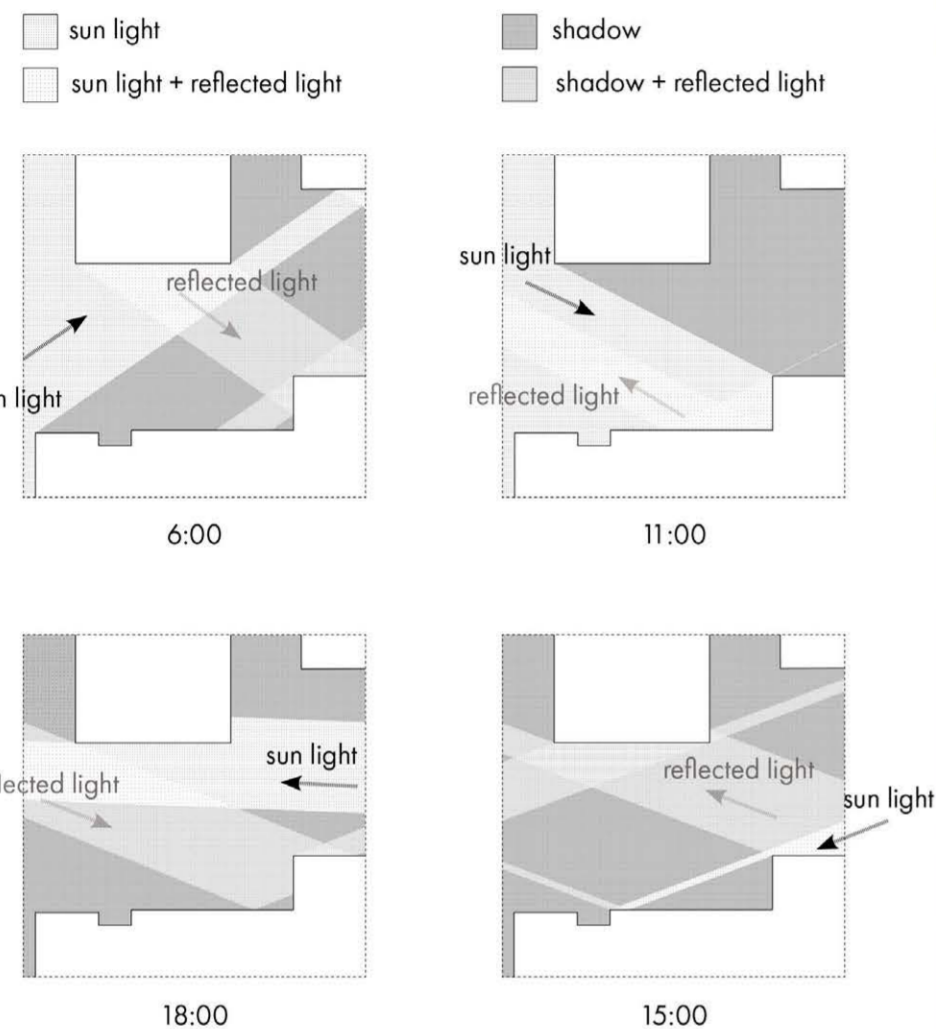 sun light
shadow
sun light + reflected light
shadow + reflected light
reflected light
n light
6:00
sun light
reflected light
11:00
sun light
lected light
18:00
reflected light
sun light
15:00